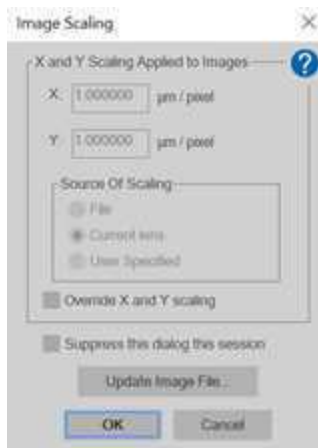 Image Scaling
X and Y Scaling Applied to Images
?
X: 1.000000 µm / pixel
Y: 1.000000 µm / pixel
Source Of Scaling
File
Current lens
User Specified
Override X and Y scaling
Suppress this dialog this session
Update Image File...
OK Cancel